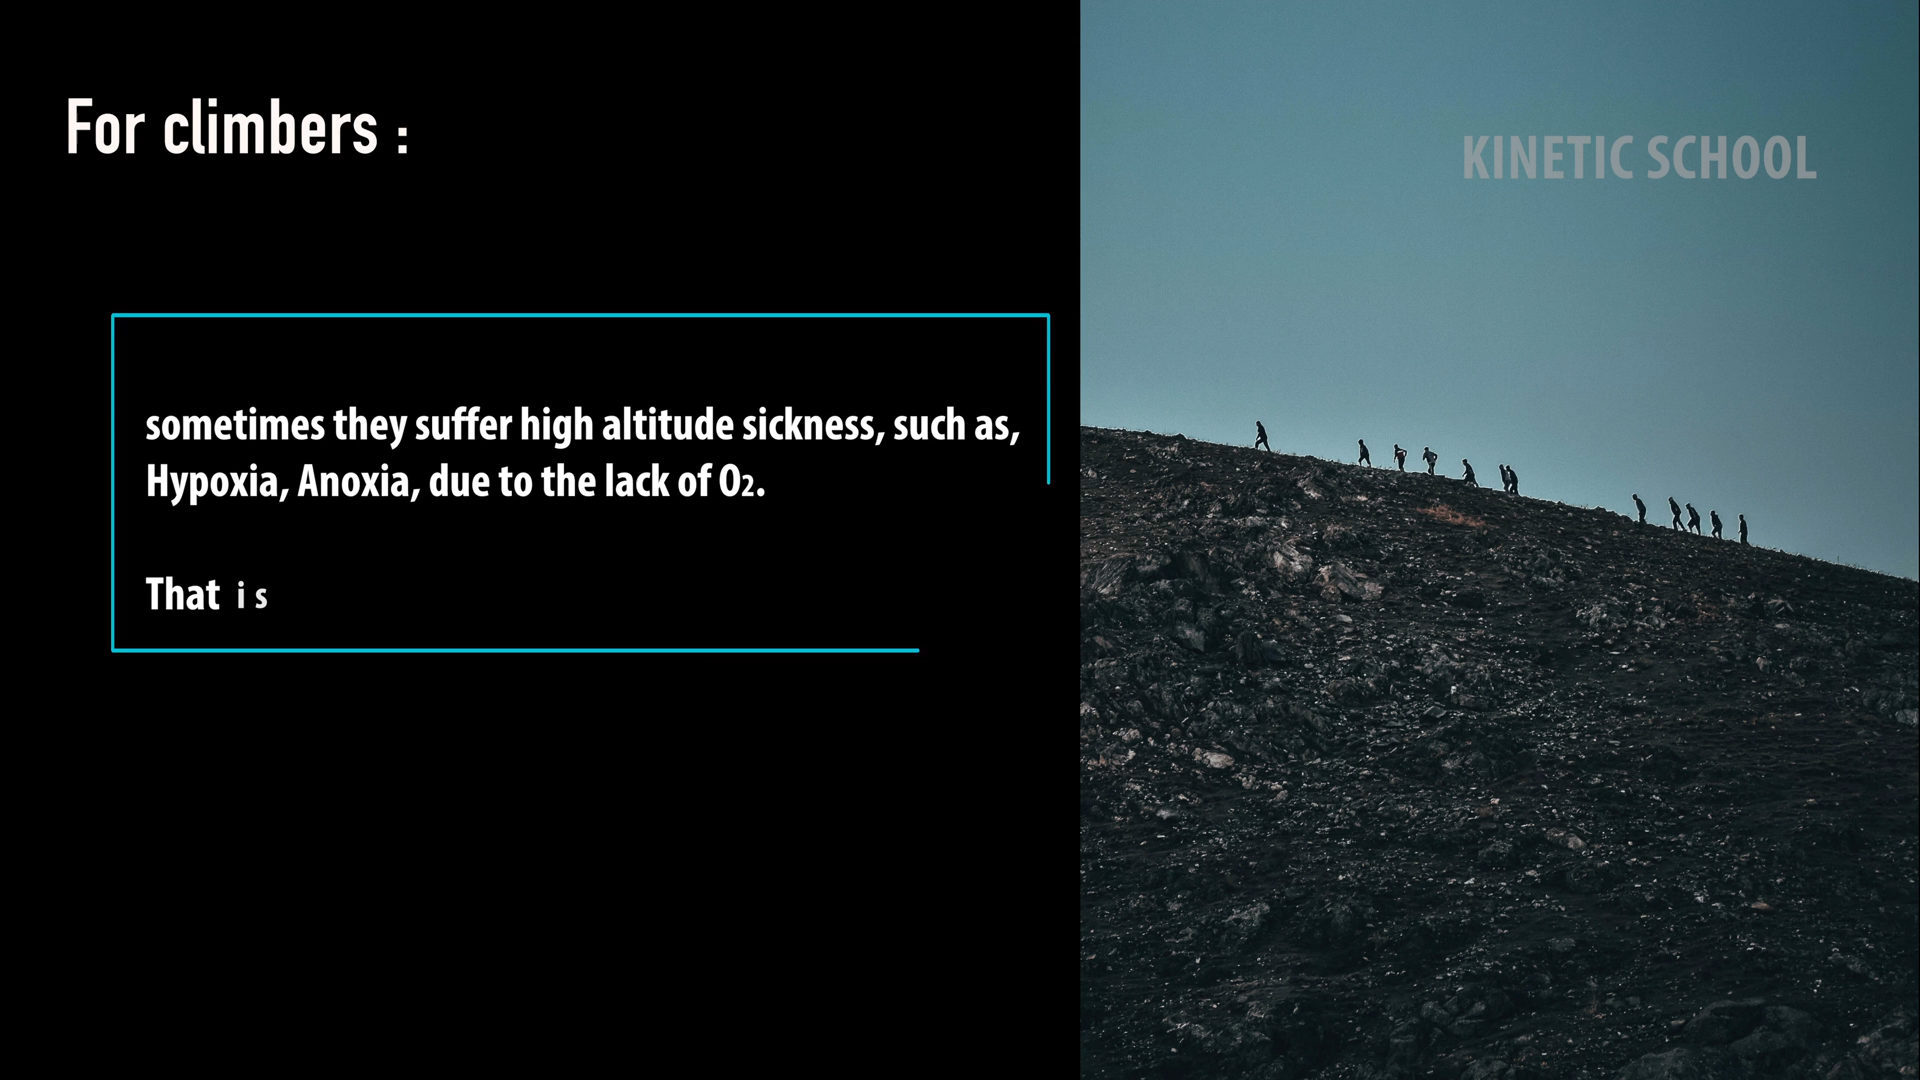 For climbers :
KINETIC SCHOOL
sometimes they suffer high altitude sickness, such as,
Hypoxia, Anoxia, due to the lack of O₂.
That is